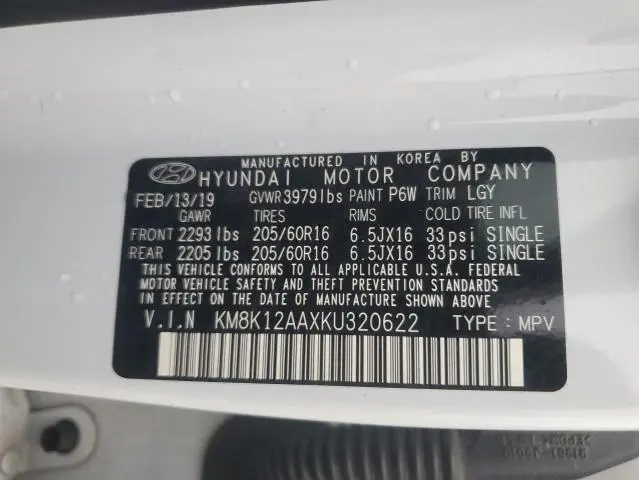 MANUFACTURED IN KOREA BY
HYUNDAI MOTOR COMPANY
FEB/13/19 GVWR 3979lbs PAINT P6W TRIM LGY
GAWR TIRES RIMS COLD TIRE INFL
FRONT 2293lbs 205/60R16 6.5JX16 33psi SINGLE
REAR 2205lbs 205/60R16 6.5JX16 33psi SINGLE
THIS VEHICLE CONFORMS TO ALL APPLICABLE U.S.A. FEDERAL
MOTOR VEHICLE SAFETY, BUMPER, AND THEFT PREVENTION STANDARDS
IN EFFECT ON THE DATE OF MANUFACTURE SHOWN ABOVE.
V.I.N KM8K12AAXKU320622 TYPE: MPV